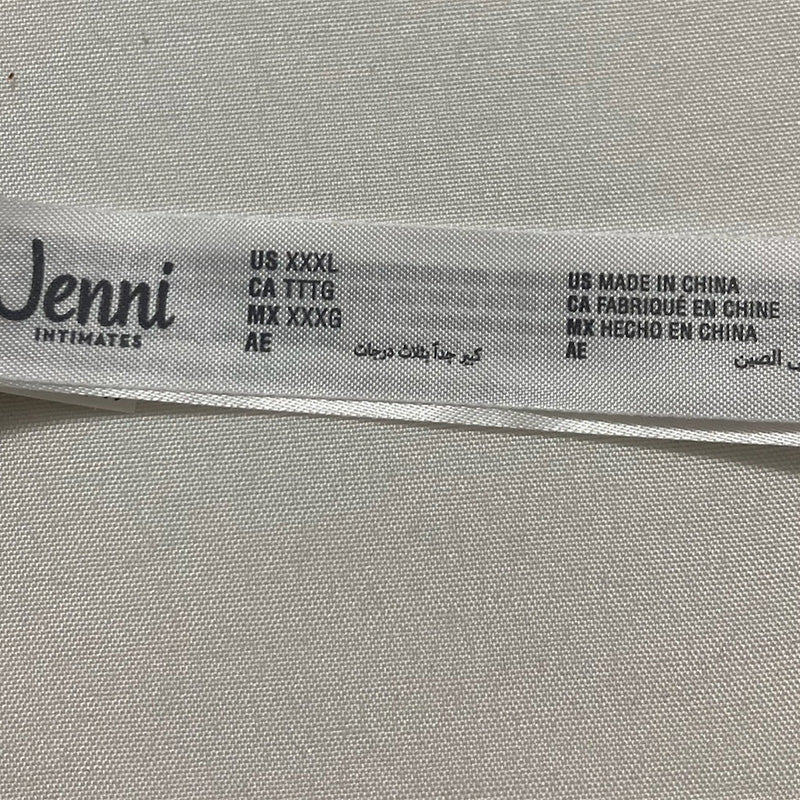 Jenni
INTIMATES
US XXXL
CA TTTG
MX XXXG
AE كبير جداً بثلاث درجات
US MADE IN CHINA
CA FABRIQUÉ EN CHINE
MX HECHO EN CHINA
AE الصين